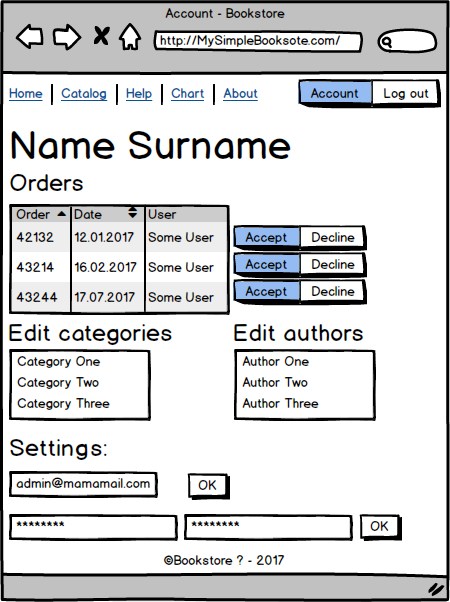 Account - Bookstore
http://MySimpleBooksote.com/
Home Catalog Help Chart About Account Log out
Name Surname
Orders
Order Date User
42132 12.01.2017 Some User Accept Decline
43214 16.02.2017 Some User Accept Decline
43244 17.07.2017 Some User Accept Decline
Edit categories Edit authors
Category One Author One
Category Two Author Two
Category Three Author Three
Settings:
admin@mamamail.com OK
******** ******** OK
©Bookstore ? - 2017